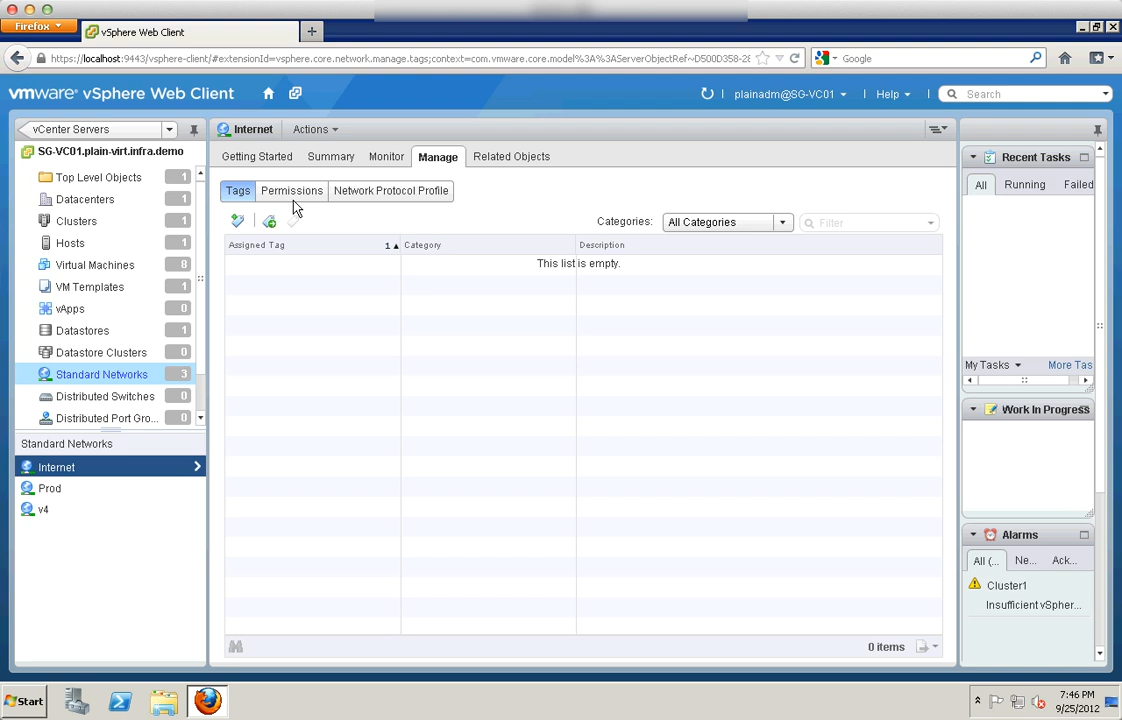 Firefox
vSphere Web Client
https://localhost:9443/vsphere-client/#extensionId=vsphere.core.network.manage.tags;context=com.vmware.core.model%3A%3AServerObjectRef~D500D358-28
Google
vmware vSphere Web Client
plainadm@SG-VC01
Help
Search
vCenter Servers
SG-VC01.plain-virt.infra.demo
Top Level Objects 1
Datacenters 1
Clusters 1
Hosts 1
Virtual Machines 8
VM Templates 1
vApps 0
Datastores 1
Datastore Clusters 0
Standard Networks 3
Distributed Switches 0
Distributed Port Gro... 0
Standard Networks
Internet
Prod
v4
Internet
Actions
Getting Started
Summary
Monitor
Manage
Related Objects
Tags
Permissions
Network Protocol Profile
Categories:
All Categories
Filter
Assigned Tag 1
Category
Description
This list is empty.
0 items
Recent Tasks
All
Running
Failed
My Tasks
More Tas
Work In Progress
Alarms
All (...
Ne...
Ack...
Cluster1
Insufficient vSpher...
Start
7:46 PM
9/25/2012